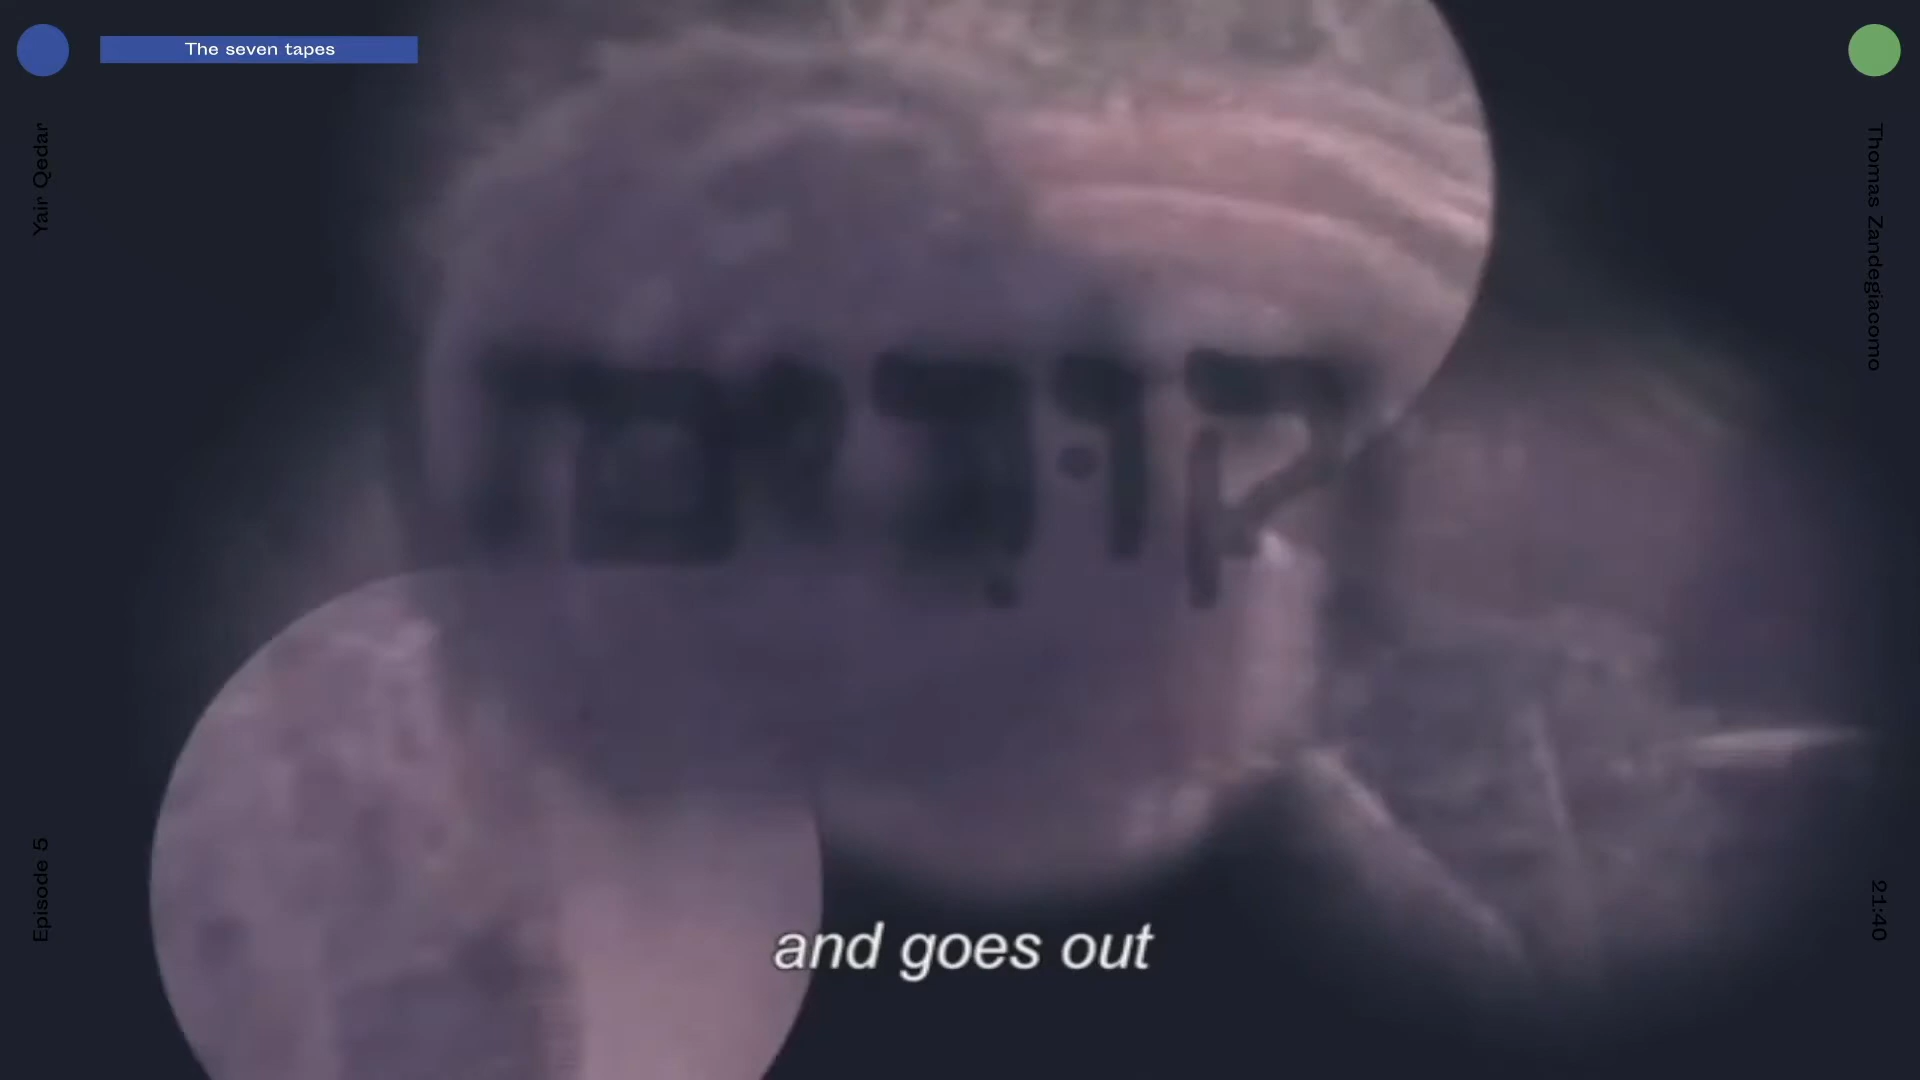 The seven tapes
Yair Qedar
Thomas Zandegiacomo
Episode 5
21:40
and goes out